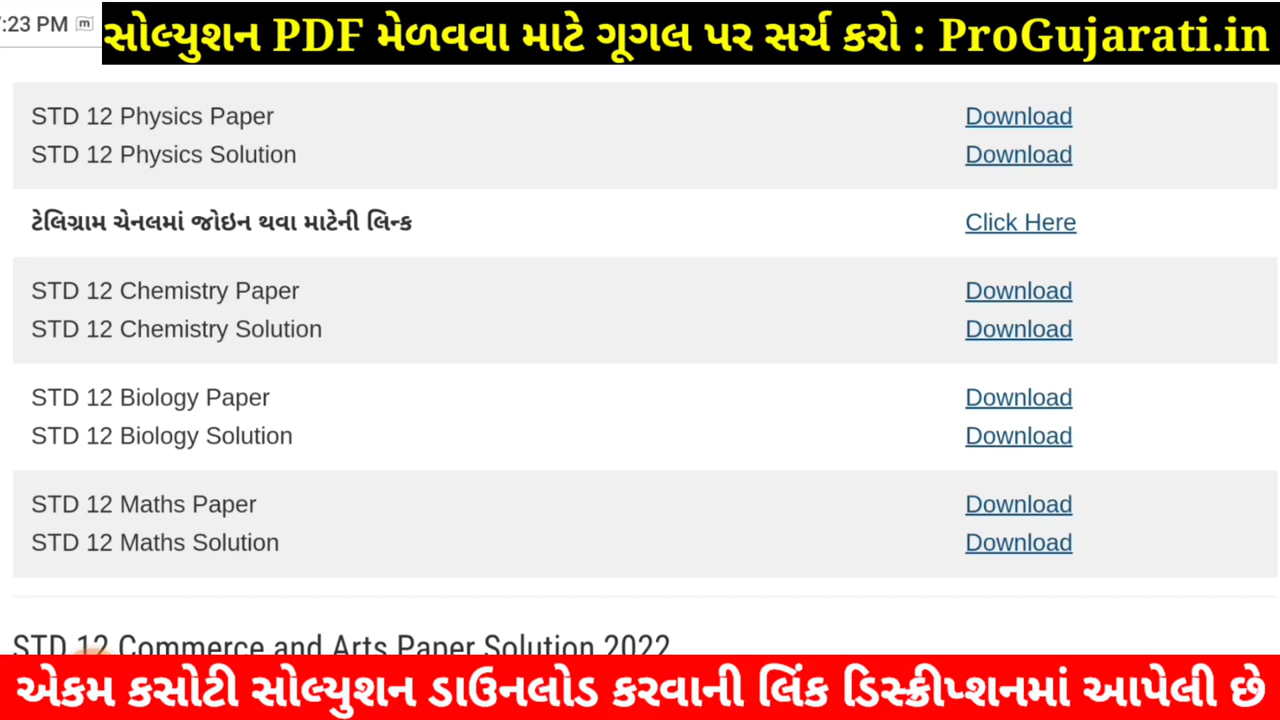 :23 PM
સોલ્યુશન PDF મેળવવા માટે ગૂગલ પર સર્ચ કરો : ProGujarati.in
STD 12 Physics Paper Download
STD 12 Physics Solution Download
ટેલિગ્રામ ચેનલમાં જોઇન થવા માટેની લિન્ક Click Here
STD 12 Chemistry Paper Download
STD 12 Chemistry Solution Download
STD 12 Biology Paper Download
STD 12 Biology Solution Download
STD 12 Maths Paper Download
STD 12 Maths Solution Download
STD 12 Commerce and Arts Paper Solution 2022
એકમ કસોટી સોલ્યુશન ડાઉનલોડ કરવાની લિંક ડિસ્ક્રીપ્શનમાં આપેલી છે